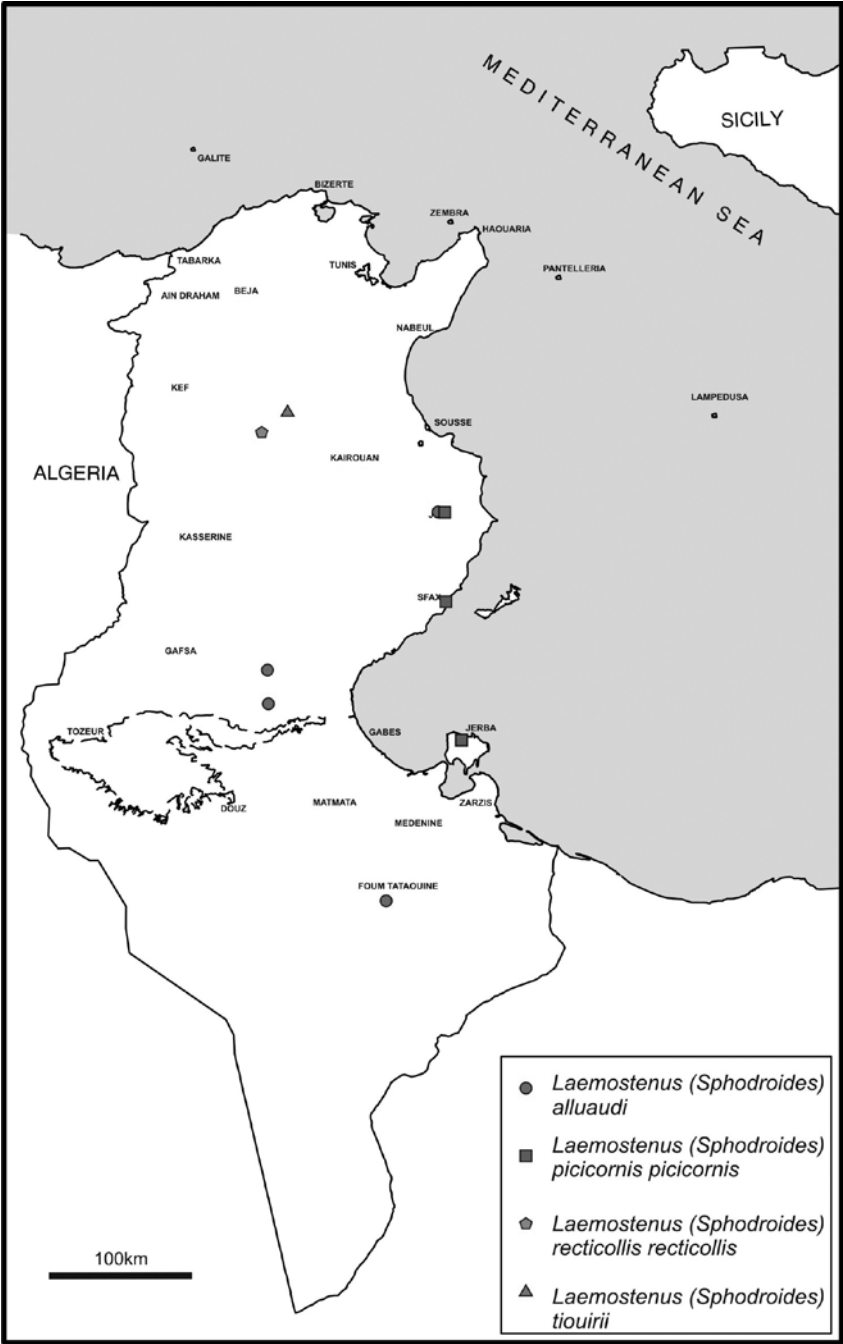 MEDITERRANEAN SEA
SICILY
GALITE
BIZERTE
ZEMBRA
HAOUARIA
TABARKA
TUNIS
PANTELLERIA
AIN DRAHAM
BEJA
NABEUL
KEF
LAMPEDUSA
SOUSSE
KAIROUAN
ALGERIA
KASSERINE
SFAX
GAFSA
TOZEUR
GABES
JERBA
DOUZ
MATMATA
ZARZIS
MEDENINE
FOUM TATAOUINE
Laemostenus (Sphodroides)
alluaudi
Laemostenus (Sphodroides)
picicornis picicornis
Laemostenus (Sphodroides)
recticollis recticollis
Laemostenus (Sphodroides)
tiouirii
100km